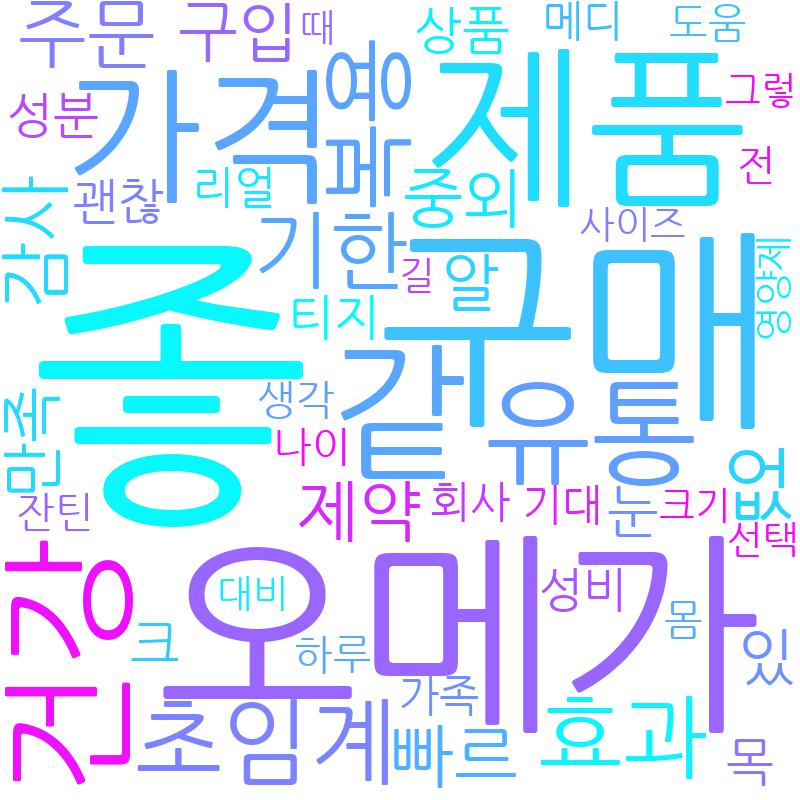 주문
구입
때
상품
메디
도움
성분
가격
복용
제품
그렇
전
괜찮
리얼
중외
사이즈
감사
기한
길
알
영양제
티지
좋
구매
같
생각
유통
만족
나이
없
잔틴
제약
회사
기대
눈
크기
선택
건강
오메가
대비
성비
몸
크
하루
있
가족
초임계
빠르
효과
목